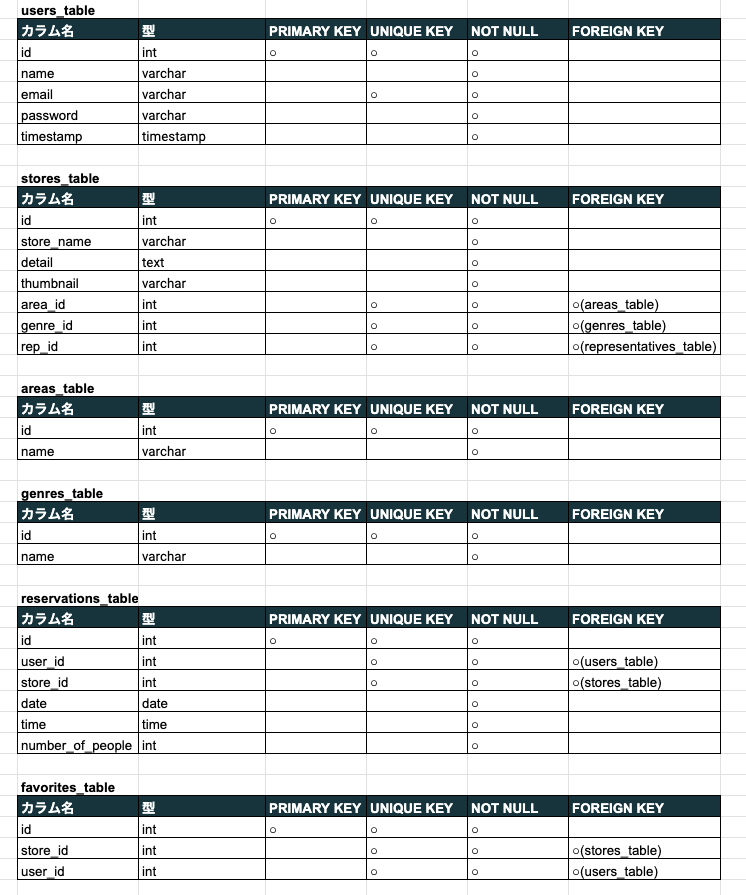 users_table
カラム名 型 PRIMARY KEY UNIQUE KEY NOT NULL FOREIGN KEY
id int ○ ○ ○
name varchar ○
email varchar ○ ○
password varchar ○
timestamp timestamp ○
stores_table
カラム名 型 PRIMARY KEY UNIQUE KEY NOT NULL FOREIGN KEY
id int ○ ○ ○
store_name varchar ○
detail text ○
thumbnail varchar ○
area_id int ○ ○ ○(areas_table)
genre_id int ○ ○ ○(genres_table)
rep_id int ○ ○ ○(representatives_table)
areas_table
カラム名 型 PRIMARY KEY UNIQUE KEY NOT NULL FOREIGN KEY
id int ○ ○ ○
name varchar ○
genres_table
カラム名 型 PRIMARY KEY UNIQUE KEY NOT NULL FOREIGN KEY
id int ○ ○ ○
name varchar ○
reservations_table
カラム名 型 PRIMARY KEY UNIQUE KEY NOT NULL FOREIGN KEY
id int ○ ○ ○
user_id int ○ ○ ○(users_table)
store_id int ○ ○ ○(stores_table)
date date ○
time time ○
number_of_people int ○
favorites_table
カラム名 型 PRIMARY KEY UNIQUE KEY NOT NULL FOREIGN KEY
id int ○ ○ ○
store_id int ○ ○ ○(stores_table)
user_id int ○ ○ ○(users_table)